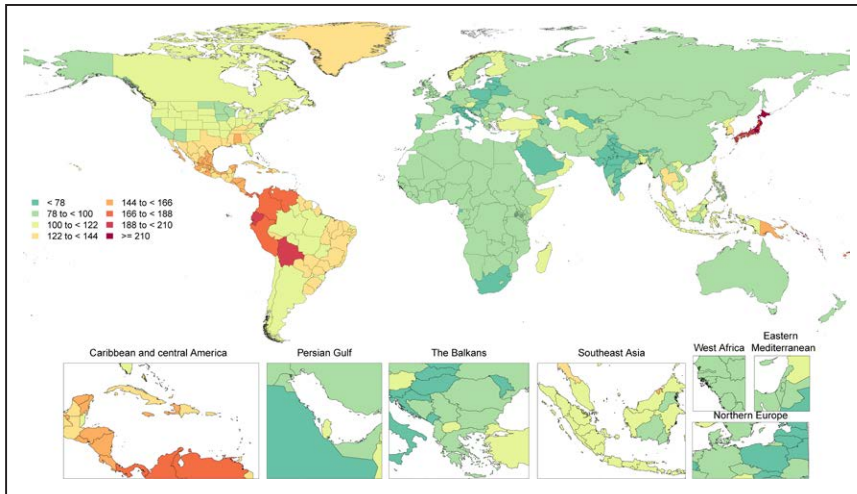 < 78
78 to < 100
100 to < 122
122 to < 144
144 to < 166
166 to < 188
188 to < 210
>= 210
Caribbean and central America
Persian Gulf
The Balkans
Southeast Asia
West Africa
Eastern
Mediterranean
Northern Europe